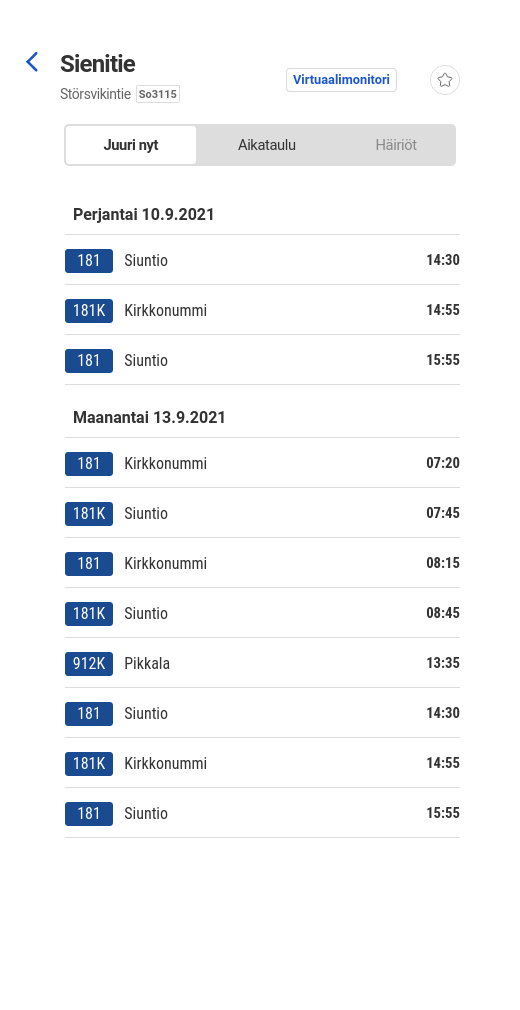 Sienitie
Störsvikintie So3115
Virtuaalimonitori
Juuri nyt Aikataulu Häiriöt
Perjantai 10.9.2021
181 Siuntio 14:30
181K Kirkkonummi 14:55
181 Siuntio 15:55
Maanantai 13.9.2021
181 Kirkkonummi 07:20
181K Siuntio 07:45
181 Kirkkonummi 08:15
181K Siuntio 08:45
912K Pikkala 13:35
181 Siuntio 14:30
181K Kirkkonummi 14:55
181 Siuntio 15:55